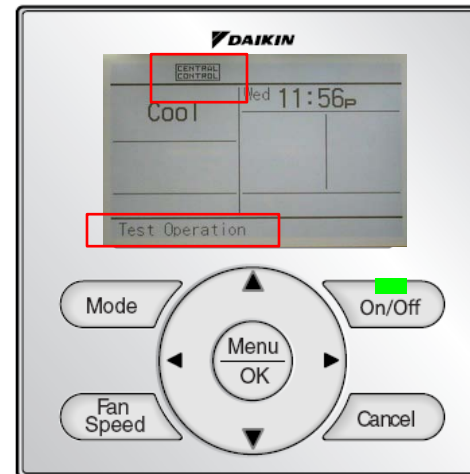 DAIKIN
CENTRAL
CONTROL
Cool
Wed 11:56P
Test Operation
Mode
On/Off
Menu
OK
Fan
Speed
Cancel